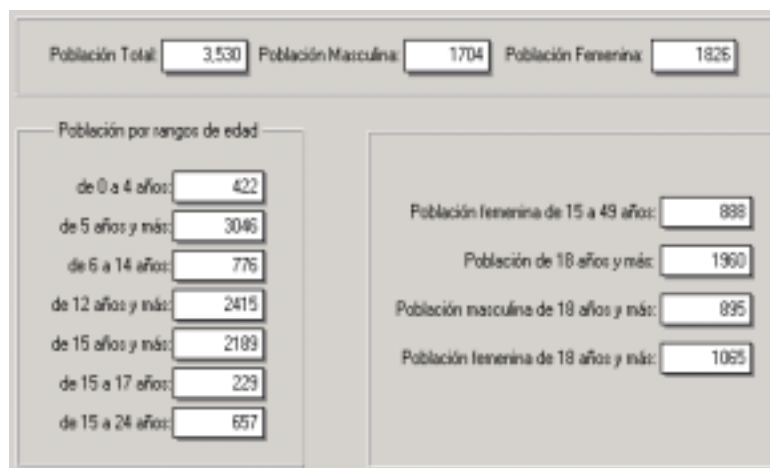 Población Total: 3,530 Población Masculina: 1704 Población Femenina: 1826
Población por rangos de edad
de 0 a 4 años: 422
de 5 años y más: 3046
de 6 a 14 años: 776
de 12 años y más: 2415
de 15 años y más: 2189
de 15 a 17 años: 229
de 15 a 24 años: 657
Población femenina de 15 a 49 años: 888
Población de 18 años y más: 1960
Población masculina de 18 años y más: 895
Población femenina de 18 años y más: 1065